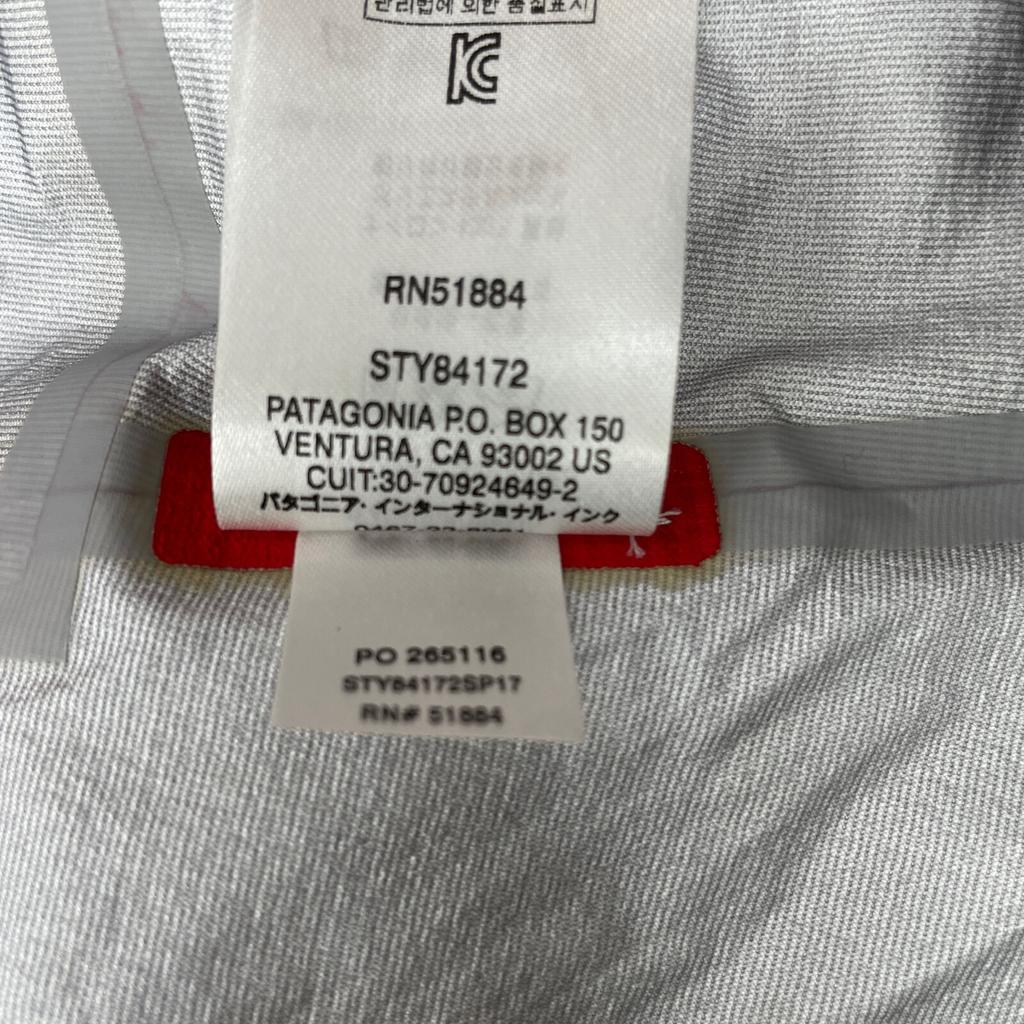 관리법에 의한 품질표시
KC
RN51884
STY84172
PATAGONIA P.O. BOX 150
VENTURA, CA 93002 US
CUIT:30-70924649-2
パタゴニア・インターナショナル・インク
PO 265116
STY84172SP17
RN# 51884